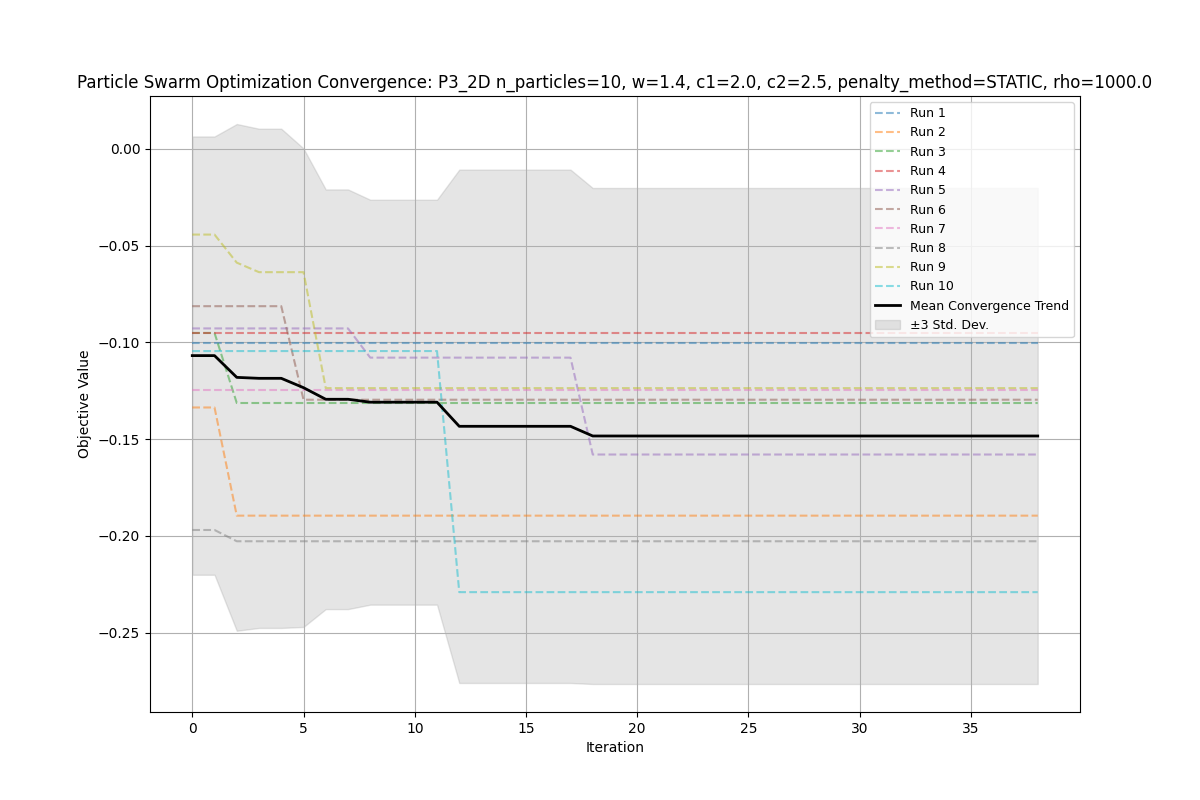 Particle Swarm Optimization Convergence: P3_2D n_particles=10, w=1.4, c1=2.0, c2=2.5, penalty_method=STATIC, rho=1000.0
Run 1
Run 2
Run 3
Run 4
Run 5
Run 6
Run 7
Run 8
Run 9
Run 10
Mean Convergence Trend
±3 Std. Dev.
Objective Value
0.00
−0.05
−0.10
−0.15
−0.20
−0.25
0 5 10 15 20 25 30 35
Iteration